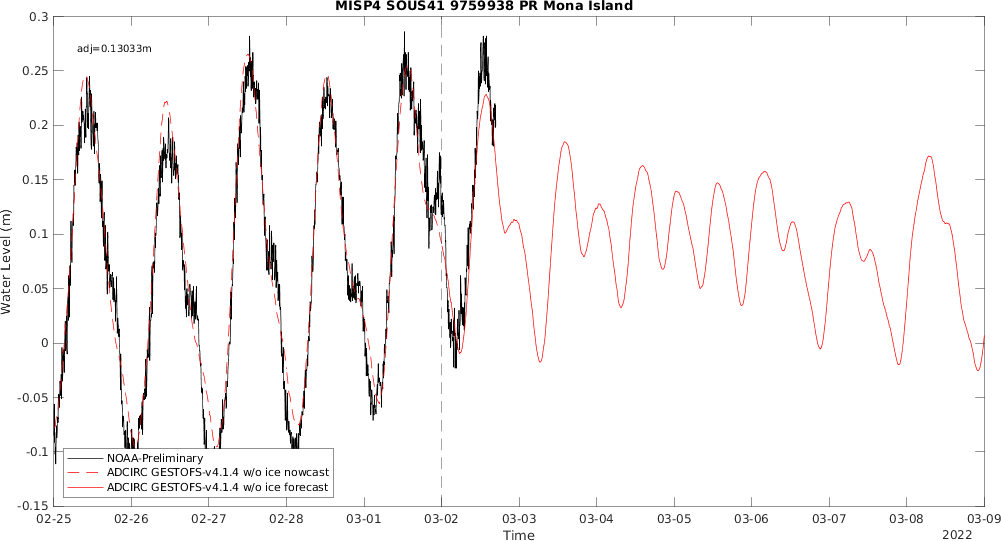 MISP4 SOUS41 9759938 PR Mona Island
adj=0.13033m
Water Level (m)
0.3
0.25
0.2
0.15
0.1
0.05
0
-0.05
-0.1
-0.15
NOAA-Preliminary
ADCIRC GESTOFS-v4.1.4 w/o ice nowcast
ADCIRC GESTOFS-v4.1.4 w/o ice forecast
02-25 02-26 02-27 02-28 03-01 03-02 03-03 03-04 03-05 03-06 03-07 03-08 03-09
Time
2022